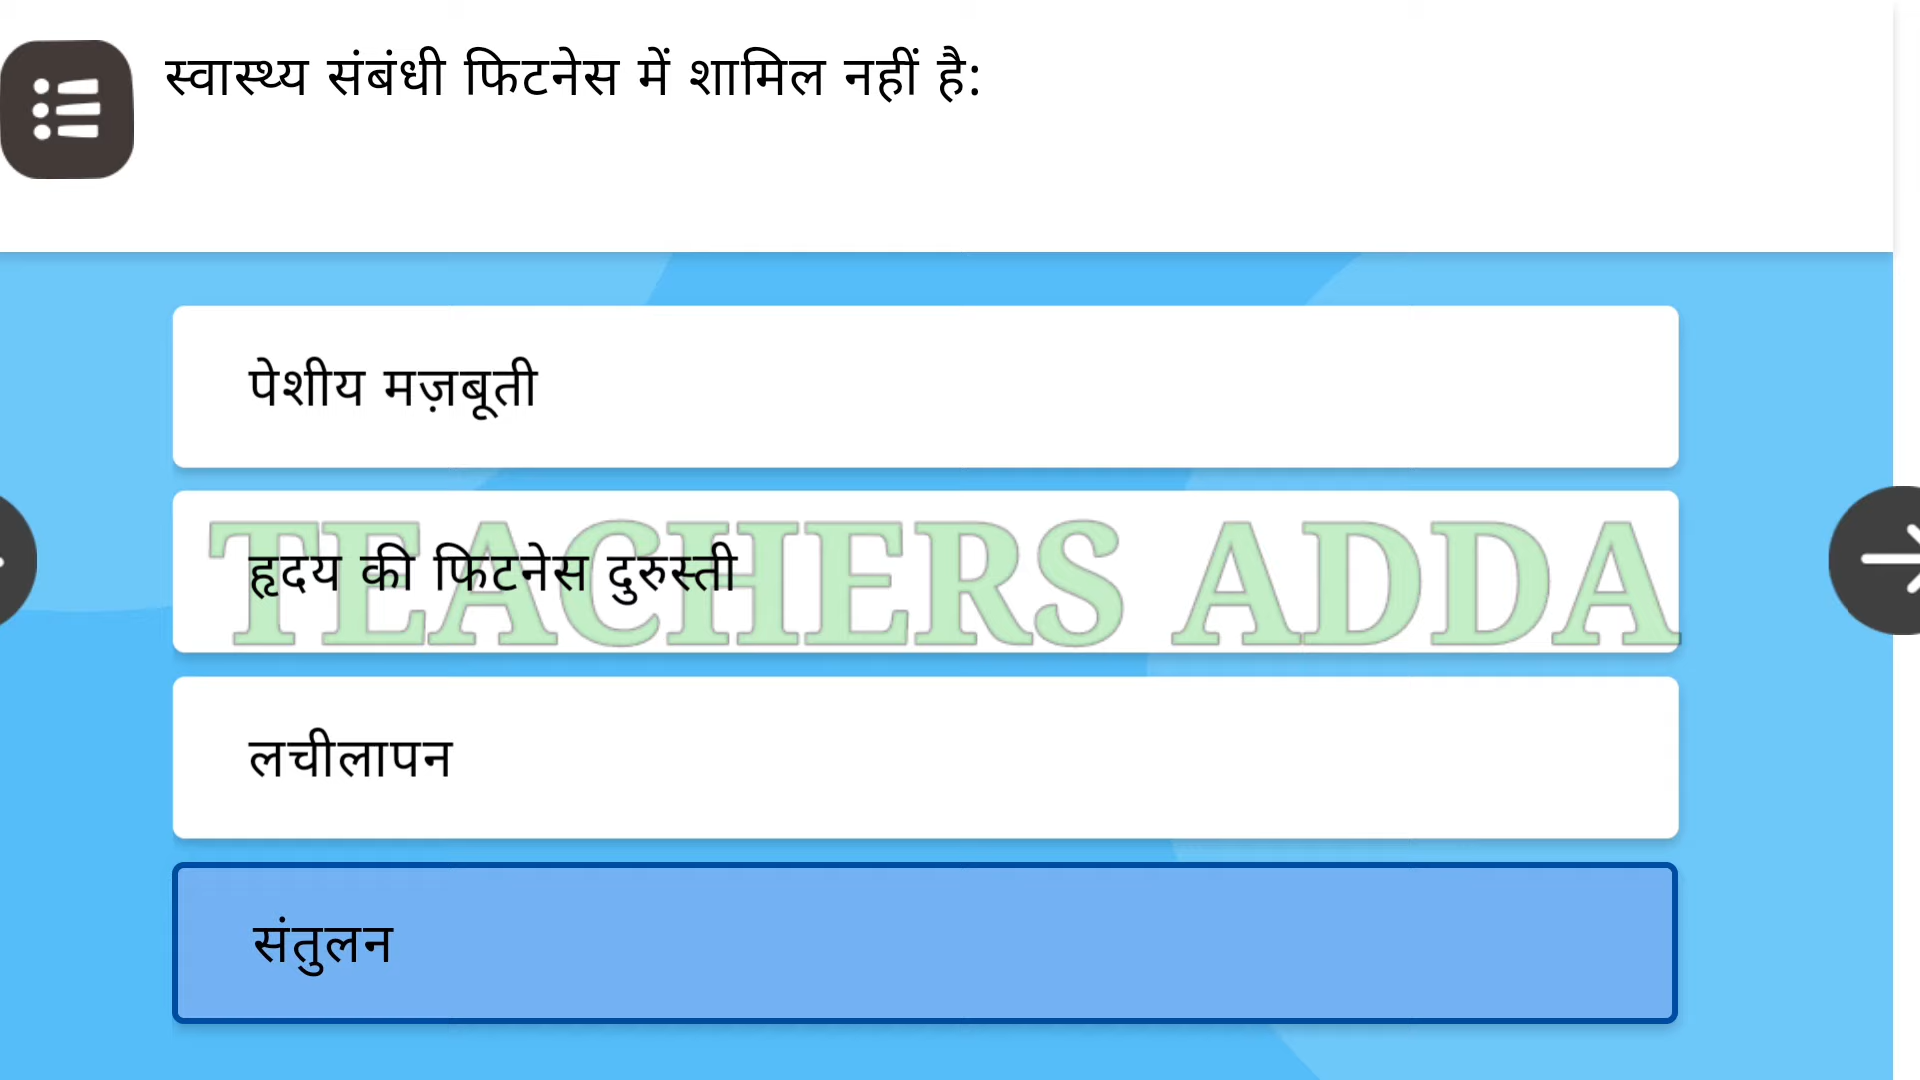 स्वास्थ्य संबंधी फिटनेस में शामिल नहीं है:
पेशीय मज़बूती
TEACHERS ADDA
हृदय की फिटनेस दुरुस्ती
लचीलापन
संतुलन